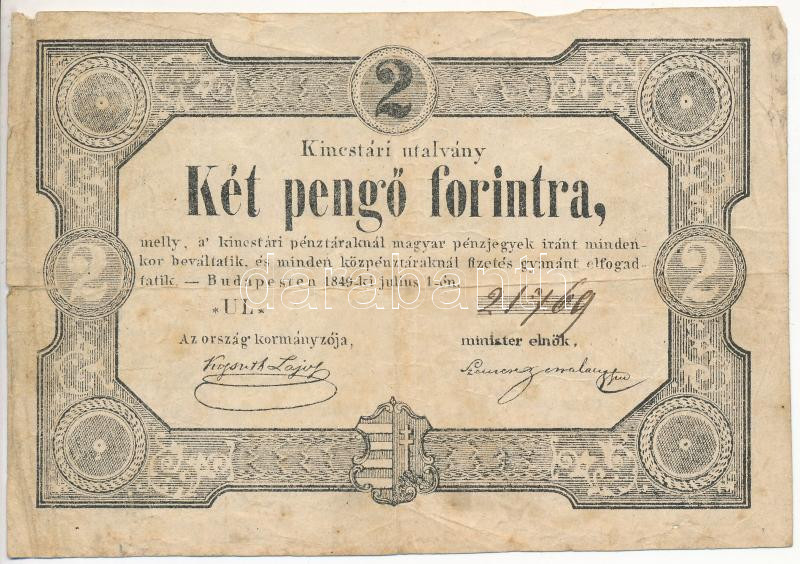 2
Kincstári utalvány
Két pengő forintra,
melly, a' kincstári pénztáraknál magyar pénzjegyek iránt minden-
kor beváltatik, és minden közpénztáraknál fizetés gyanánt elfogad-
tatik. — Budapesten 1849-ki julius 1-én.
2 2
*UL* 21769
Az ország kormányzója, minister elnök.
Kossuth Lajos
darabanth